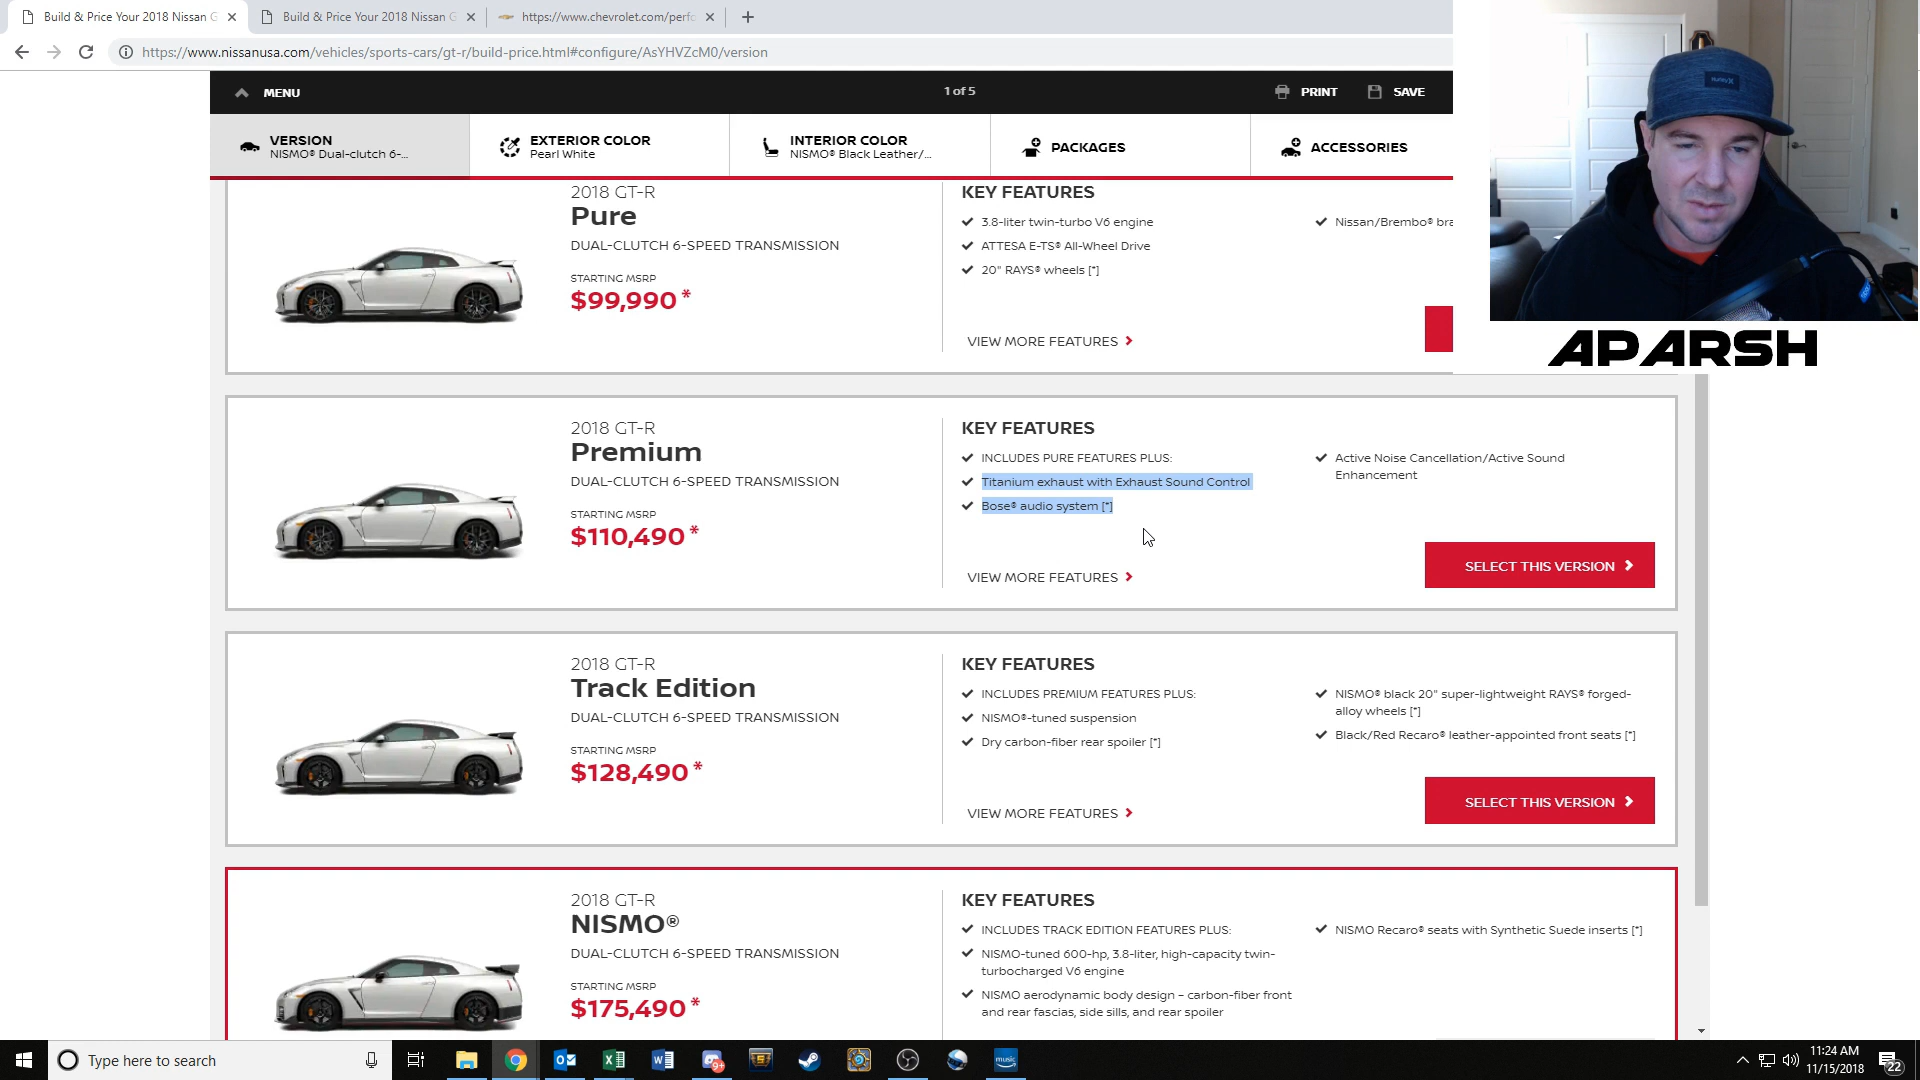 Build & Price Your 2018 Nissan G
Build & Price Your 2018 Nissan G
https://www.chevrolet.com/perfo
https://www.nissanusa.com/vehicles/sports-cars/gt-r/build-price.html#configure/AsYHVZcM0/version
MENU
1 of 5
PRINT
SAVE
VERSION
NISMO® Dual-clutch 6-...
EXTERIOR COLOR
Pearl White
INTERIOR COLOR
NISMO® Black Leather/...
PACKAGES
ACCESSORIES
2018 GT-R
Pure
DUAL-CLUTCH 6-SPEED TRANSMISSION
STARTING MSRP
$99,990 *
KEY FEATURES
3.8-liter twin-turbo V6 engine
ATTESA E-TS® All-Wheel Drive
20" RAYS® wheels [*]
Nissan/Brembo® bra
VIEW MORE FEATURES
APARSH
2018 GT-R
Premium
DUAL-CLUTCH 6-SPEED TRANSMISSION
STARTING MSRP
$110,490 *
KEY FEATURES
INCLUDES PURE FEATURES PLUS:
Titanium exhaust with Exhaust Sound Control
Bose® audio system [*]
Active Noise Cancellation/Active Sound
Enhancement
VIEW MORE FEATURES
SELECT THIS VERSION
2018 GT-R
Track Edition
DUAL-CLUTCH 6-SPEED TRANSMISSION
STARTING MSRP
$128,490 *
KEY FEATURES
INCLUDES PREMIUM FEATURES PLUS:
NISMO®-tuned suspension
Dry carbon-fiber rear spoiler [*]
NISMO® black 20" super-lightweight RAYS® forged-
alloy wheels [*]
Black/Red Recaro® leather-appointed front seats [*]
VIEW MORE FEATURES
SELECT THIS VERSION
2018 GT-R
NISMO®
DUAL-CLUTCH 6-SPEED TRANSMISSION
STARTING MSRP
$175,490 *
KEY FEATURES
INCLUDES TRACK EDITION FEATURES PLUS:
NISMO-tuned 600-hp, 3.8-liter, high-capacity twin-
turbocharged V6 engine
NISMO aerodynamic body design – carbon-fiber front
and rear fascias, side sills, and rear spoiler
NISMO Recaro® seats with Synthetic Suede inserts [*]
Type here to search
9+
music
11:24 AM
11/15/2018
22